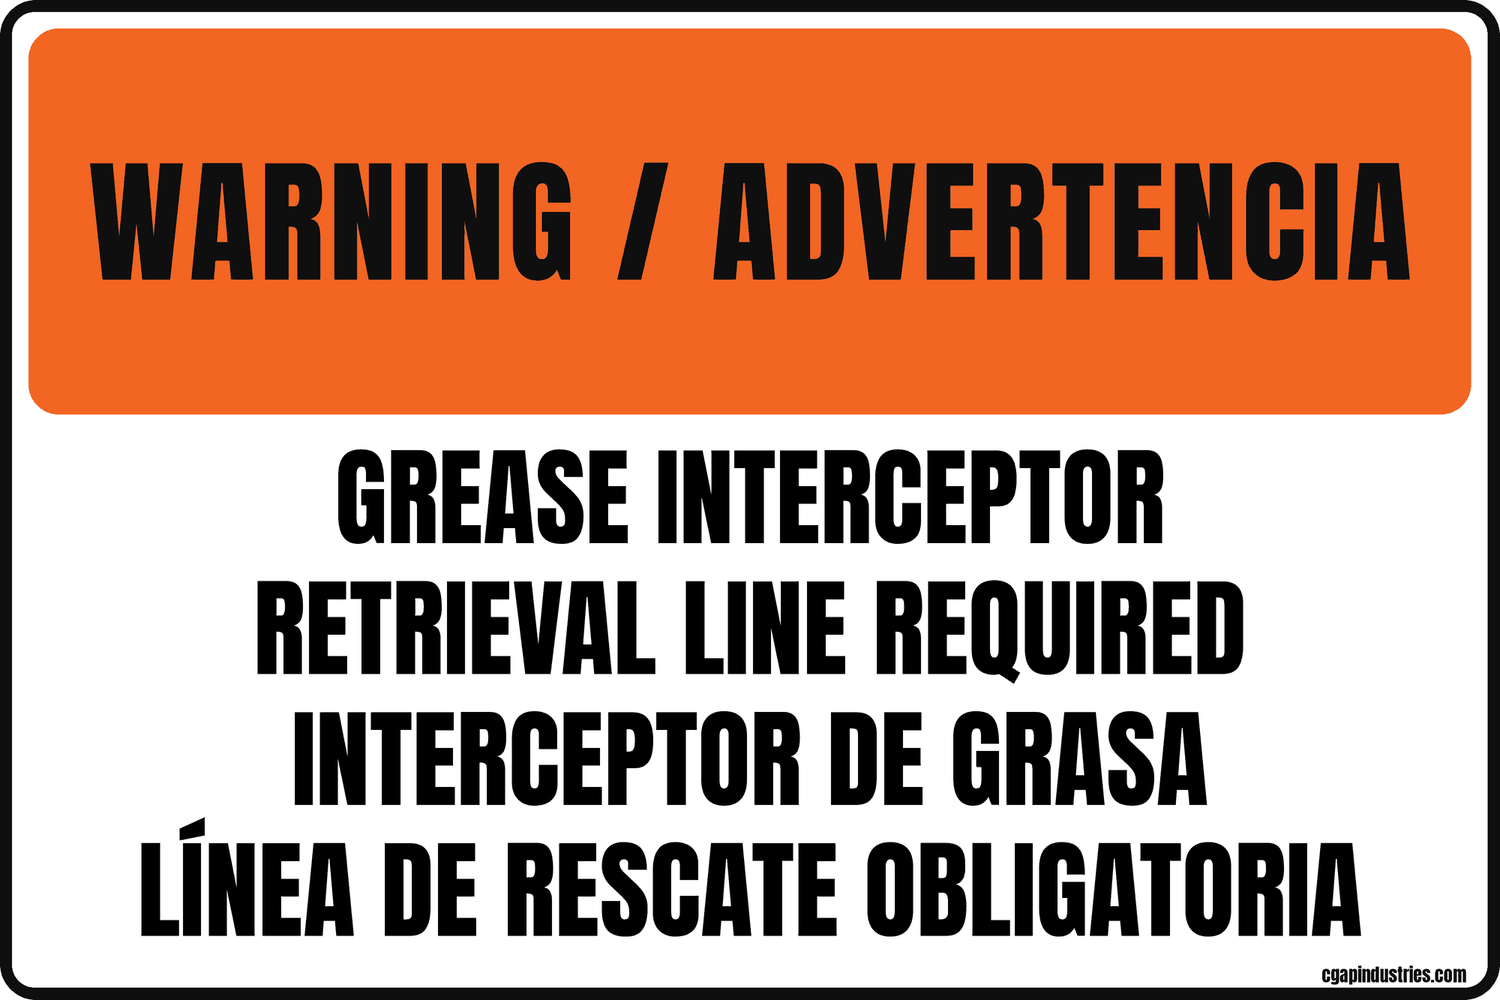 WARNING / ADVERTENCIA
GREASE INTERCEPTOR
RETRIEVAL LINE REQUIRED
INTERCEPTOR DE GRASA
LÍNEA DE RESCATE OBLIGATORIA
cgapindustries.com